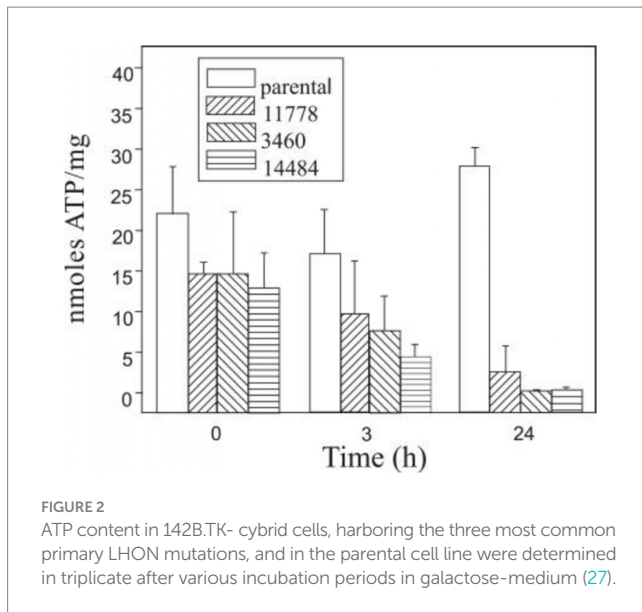 40
35
30
25
20
15
10
5
0
nmoles ATP/mg
parental
11778
3460
14484
0 3 24
Time (h)
FIGURE 2
ATP content in 142B.TK- cybrid cells, harboring the three most common
primary LHON mutations, and in the parental cell line were determined
in triplicate after various incubation periods in galactose-medium (27).